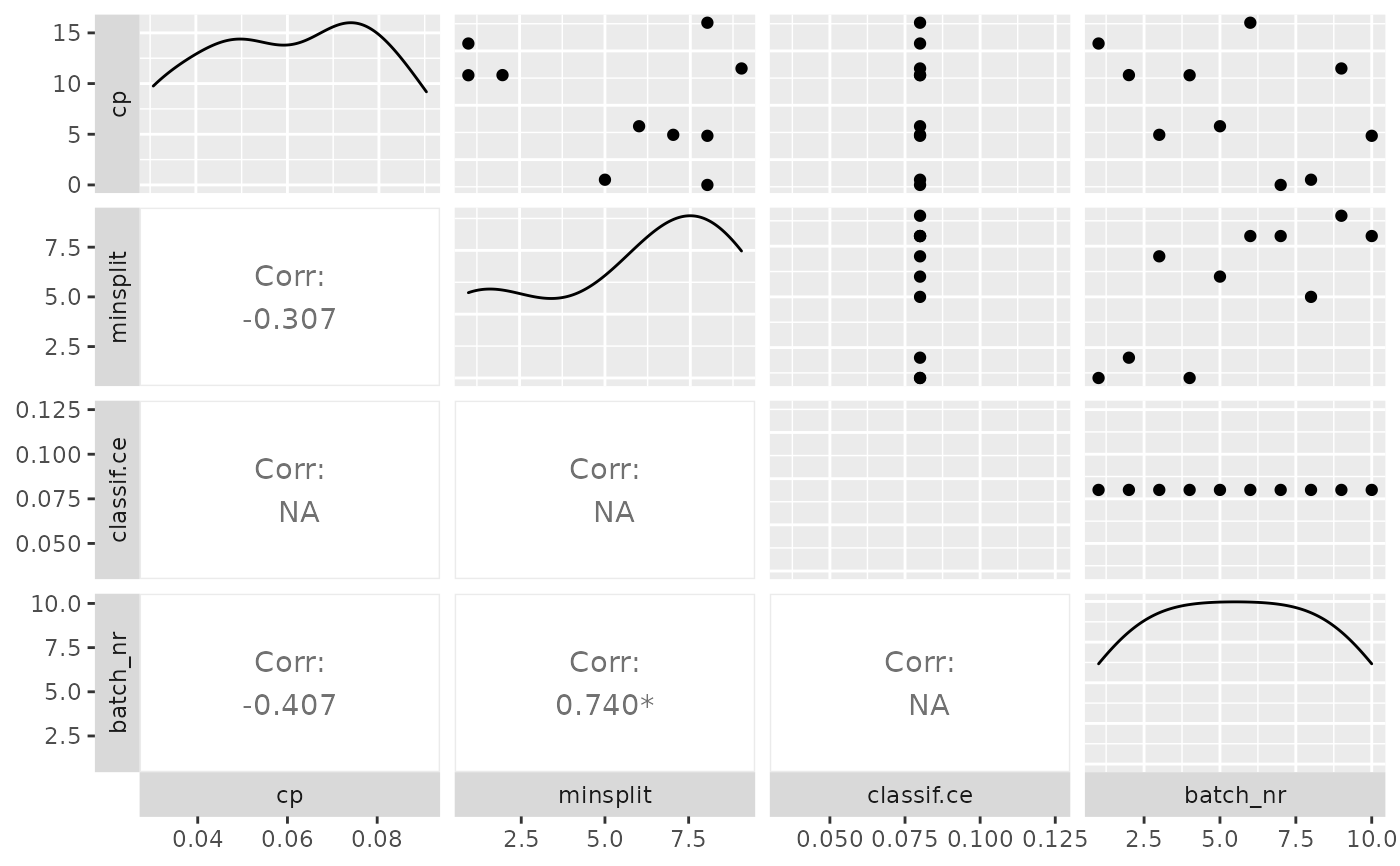 15
10
5
0
cp
7.5
5.0
2.5
minsplit
Corr:
-0.307
0.125
0.100
0.075
0.050
classif.ce
Corr:
NA
Corr:
NA
10.0
7.5
5.0
2.5
batch_nr
Corr:
-0.407
Corr:
0.740*
Corr:
NA
cp minsplit classif.ce batch_nr
0.04 0.06 0.08 2.5 5.0 7.5 0.050 0.075 0.100 0.125 2.5 5.0 7.5 10.0